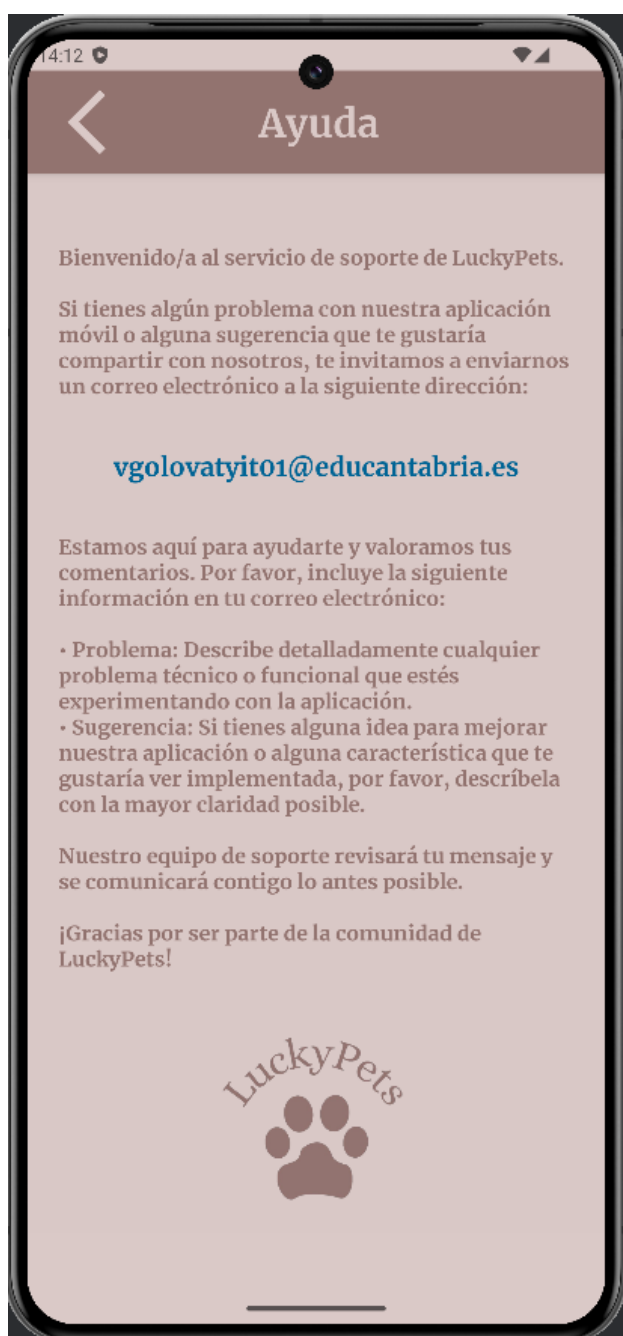 14:12
Ayuda
Bienvenido/a al servicio de soporte de LuckyPets.
Si tienes algún problema con nuestra aplicación
móvil o alguna sugerencia que te gustaría
compartir con nosotros, te invitamos a enviarnos
un correo electrónico a la siguiente dirección:
vgolovatyit01@educantabria.es
Estamos aquí para ayudarte y valoramos tus
comentarios. Por favor, incluye la siguiente
información en tu correo electrónico:
• Problema: Describe detalladamente cualquier
problema técnico o funcional que estés
experimentando con la aplicación.
• Sugerencia: Si tienes alguna idea para mejorar
nuestra aplicación o alguna característica que te
gustaría ver implementada, por favor, descríbela
con la mayor claridad posible.
Nuestro equipo de soporte revisará tu mensaje y
se comunicará contigo lo antes posible.
¡Gracias por ser parte de la comunidad de
LuckyPets!
LuckyPets